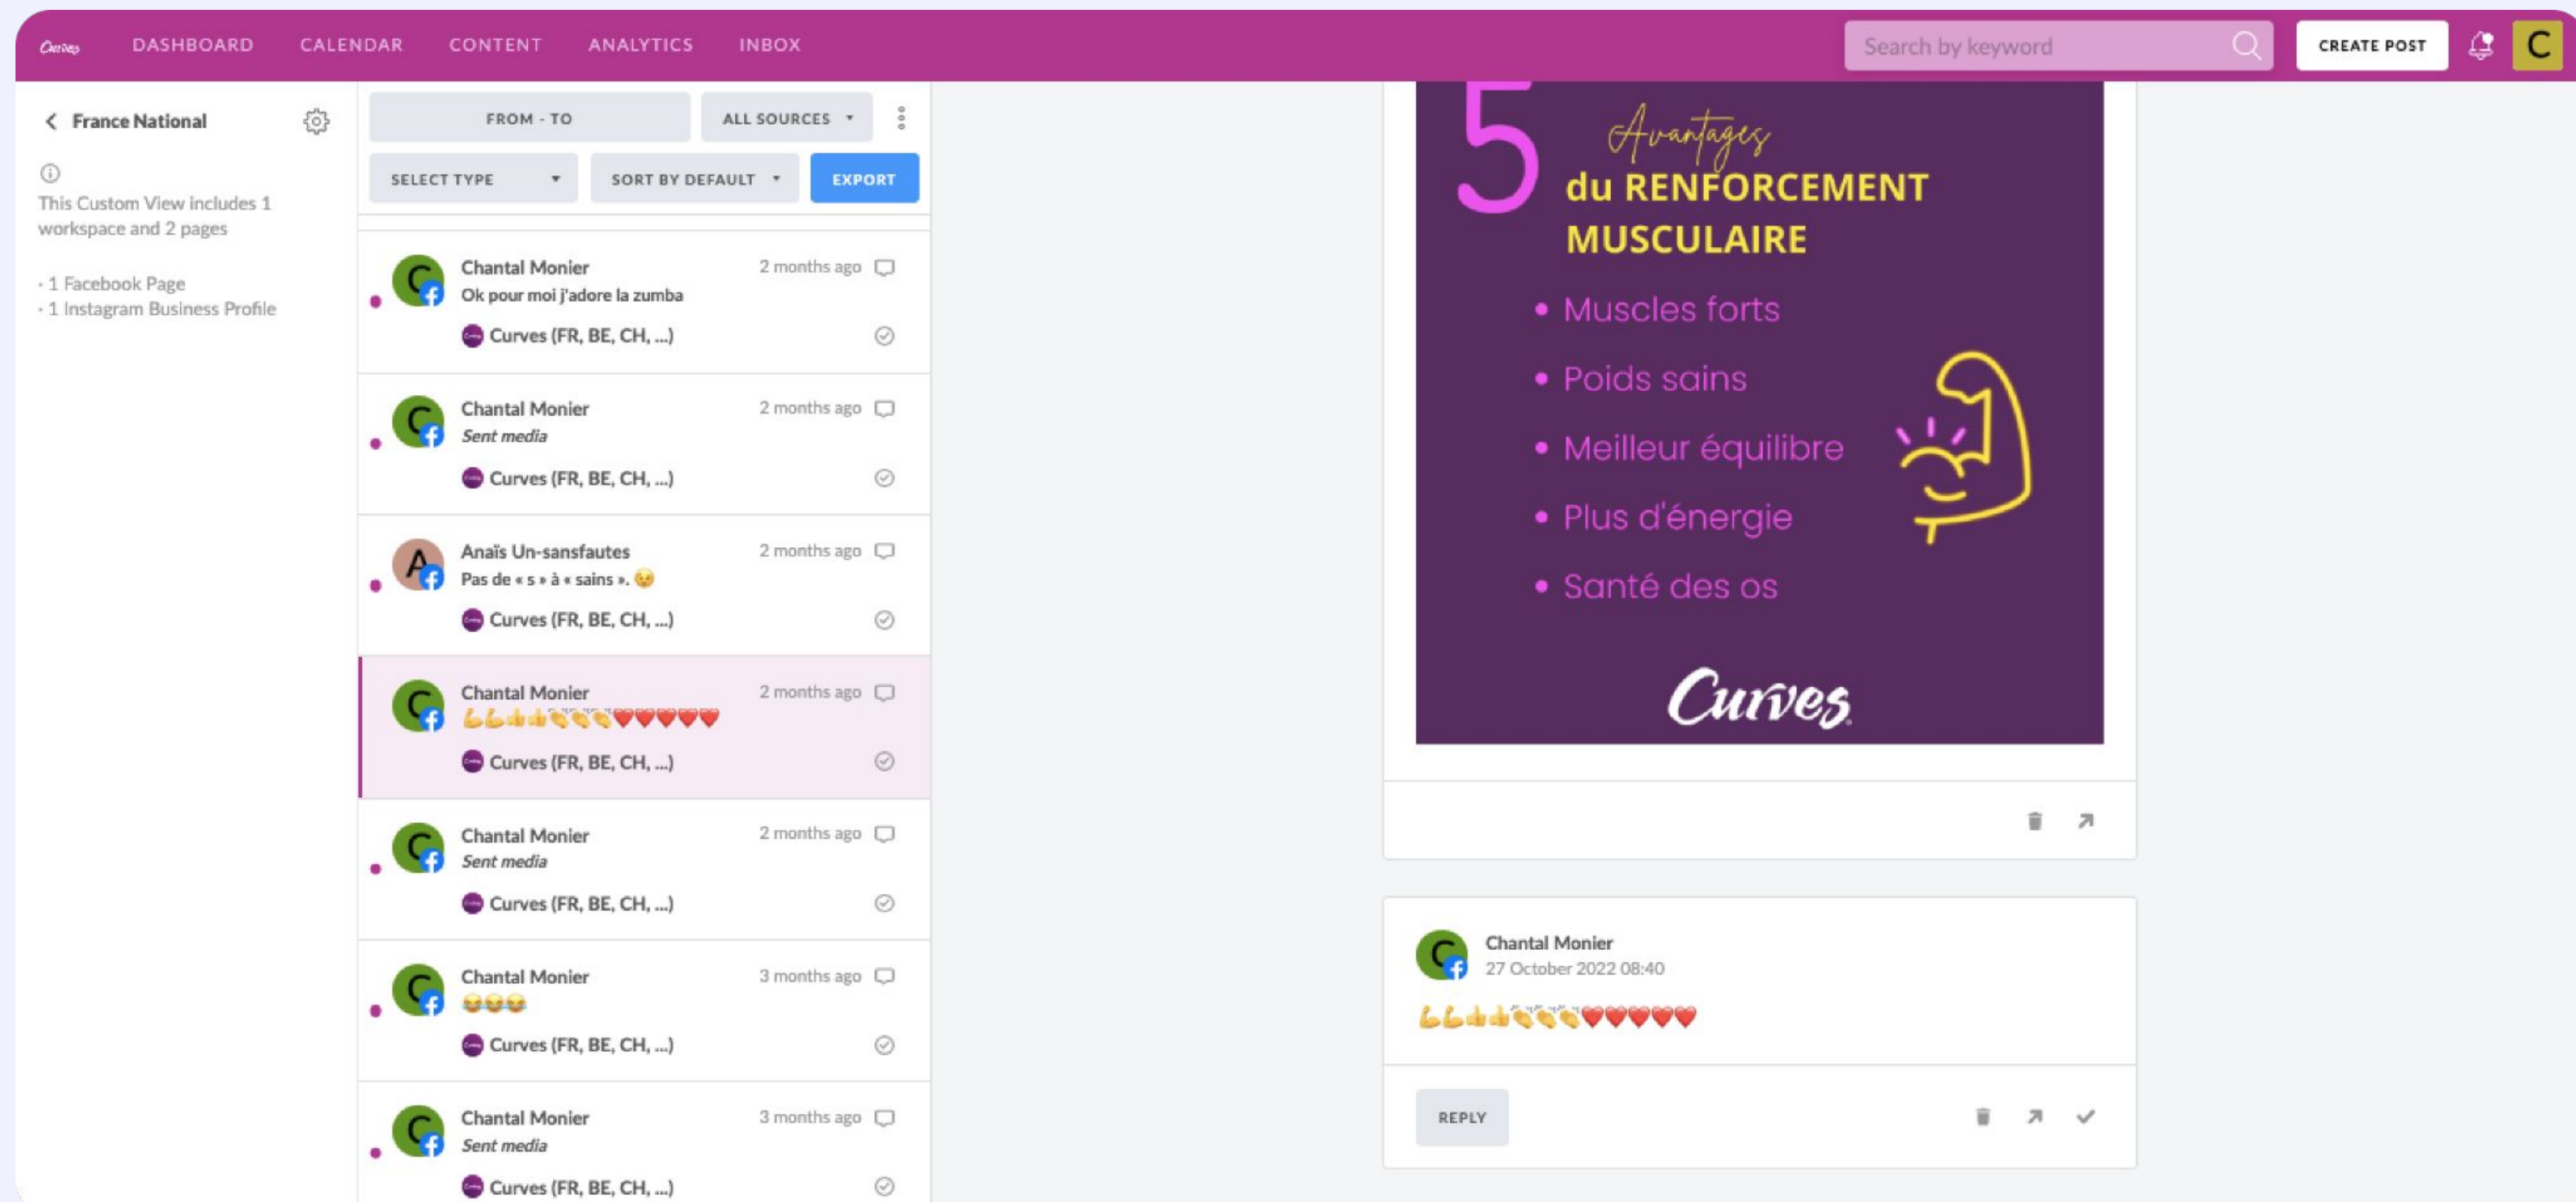 Curves
DASHBOARD
CALENDAR
CONTENT
ANALYTICS
INBOX
Search by keyword
CREATE POST
C
France National
This Custom View includes 1
workspace and 2 pages
- 1 Facebook Page
- 1 Instagram Business Profile
FROM - TO
ALL SOURCES
SELECT TYPE
SORT BY DEFAULT
EXPORT
C
Chantal Monier
2 months ago
Ok pour moi j'adore la zumba
Curves (FR, BE, CH, ...)
C
Chantal Monier
2 months ago
Sent media
Curves (FR, BE, CH, ...)
A
Anaïs Un-sansfautes
2 months ago
Pas de « s » à « sains ». 😉
Curves (FR, BE, CH, ...)
C
Chantal Monier
2 months ago
💪💪👍👍👏👏👏❤️❤️❤️❤️❤️
Curves (FR, BE, CH, ...)
C
Chantal Monier
2 months ago
Sent media
Curves (FR, BE, CH, ...)
C
Chantal Monier
3 months ago
😂😂😂
Curves (FR, BE, CH, ...)
C
Chantal Monier
3 months ago
Sent media
Curves (FR, BE, CH, ...)
5
Avantages
du RENFORCEMENT
MUSCULAIRE
• Muscles forts
• Poids sains
• Meilleur équilibre
• Plus d'énergie
• Santé des os
Curves
C
Chantal Monier
27 October 2022 08:40
💪💪👍👍👏👏👏❤️❤️❤️❤️❤️
REPLY